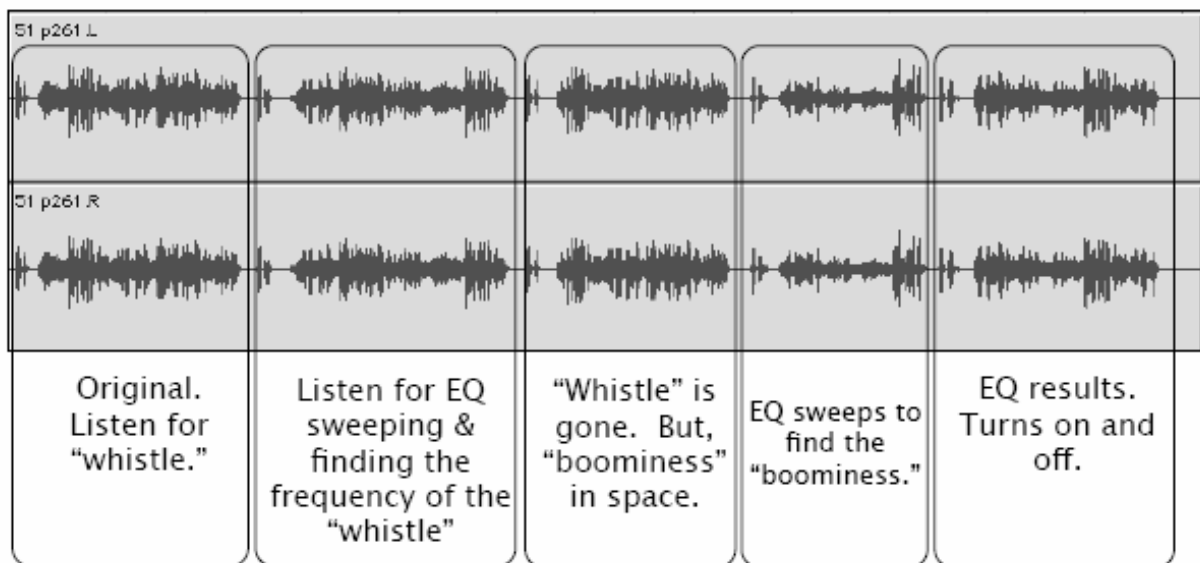 51 p261.L
51 p261.R
Original.
Listen for
“whistle.”
Listen for EQ
sweeping &
finding the
frequency of the
“whistle”
“Whistle” is
gone.  But,
“boominess”
in space.
EQ sweeps to
find the
“boominess.”
EQ results.
Turns on and
off.